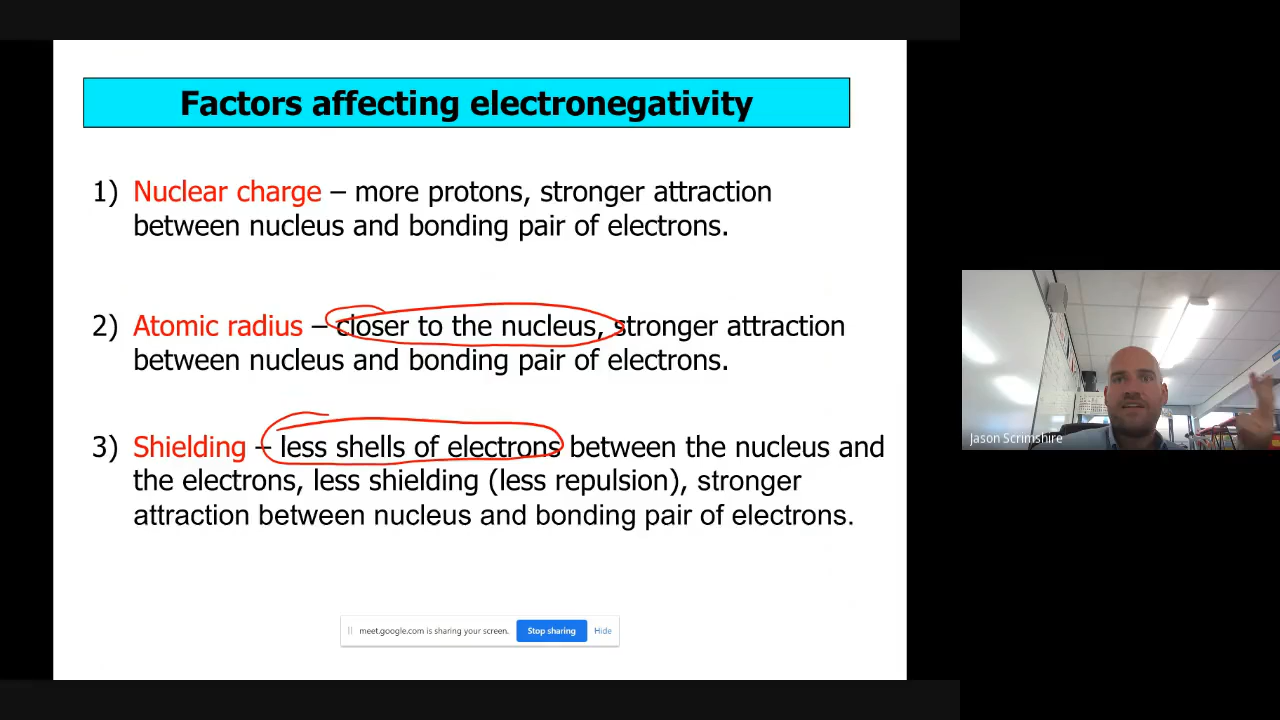 Factors affecting electronegativity
1) Nuclear charge – more protons, stronger attraction
between nucleus and bonding pair of electrons.
2) Atomic radius – closer to the nucleus, stronger attraction
between nucleus and bonding pair of electrons.
3) Shielding – less shells of electrons between the nucleus and
the electrons, less shielding (less repulsion), stronger
attraction between nucleus and bonding pair of electrons.
Jason Scrimshire
meet.google.com is sharing your screen. Stop sharing Hide